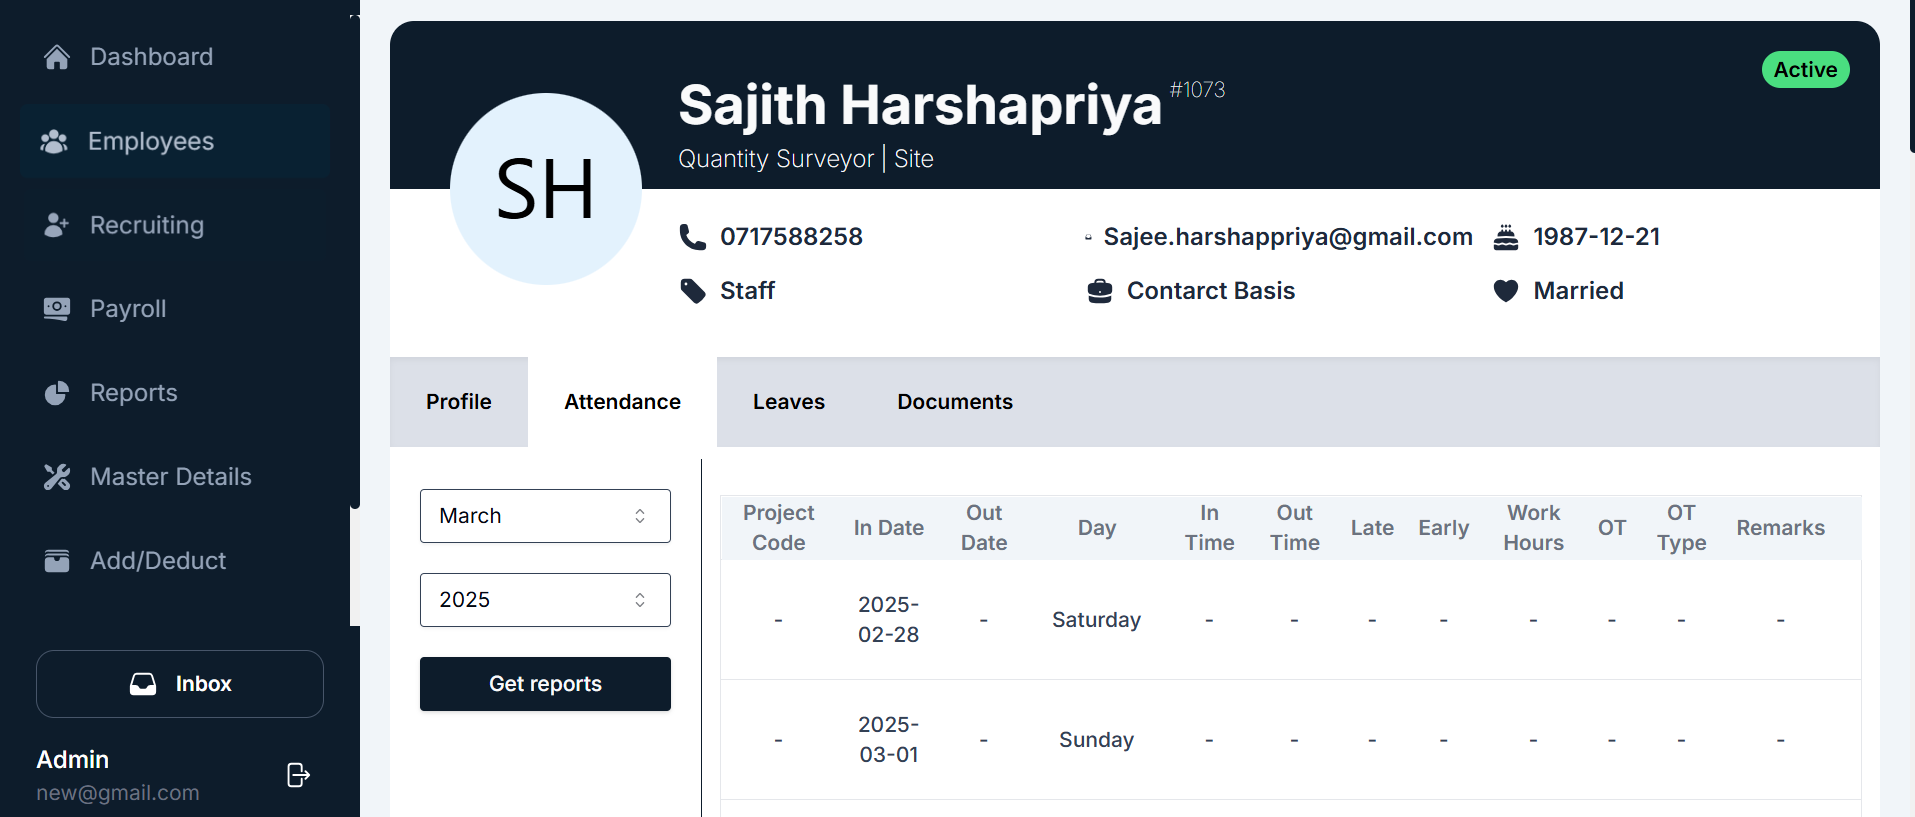 Dashboard
Employees
Recruiting
Payroll
Reports
Master Details
Add/Deduct
Inbox
Admin
new@gmail.com
Active
SH
Sajith Harshapriya #1073
Quantity Surveyor | Site
0717588258 Sajee.harshappriya@gmail.com 1987-12-21
Staff Contarct Basis Married
Profile Attendance Leaves Documents
March
2025
Get reports
Project Code In Date Out Date Day In Time Out Time Late Early Work Hours OT OT Type Remarks
- 2025-02-28 - Saturday - - - - - - - -
- 2025-03-01 - Sunday - - - - - - - -